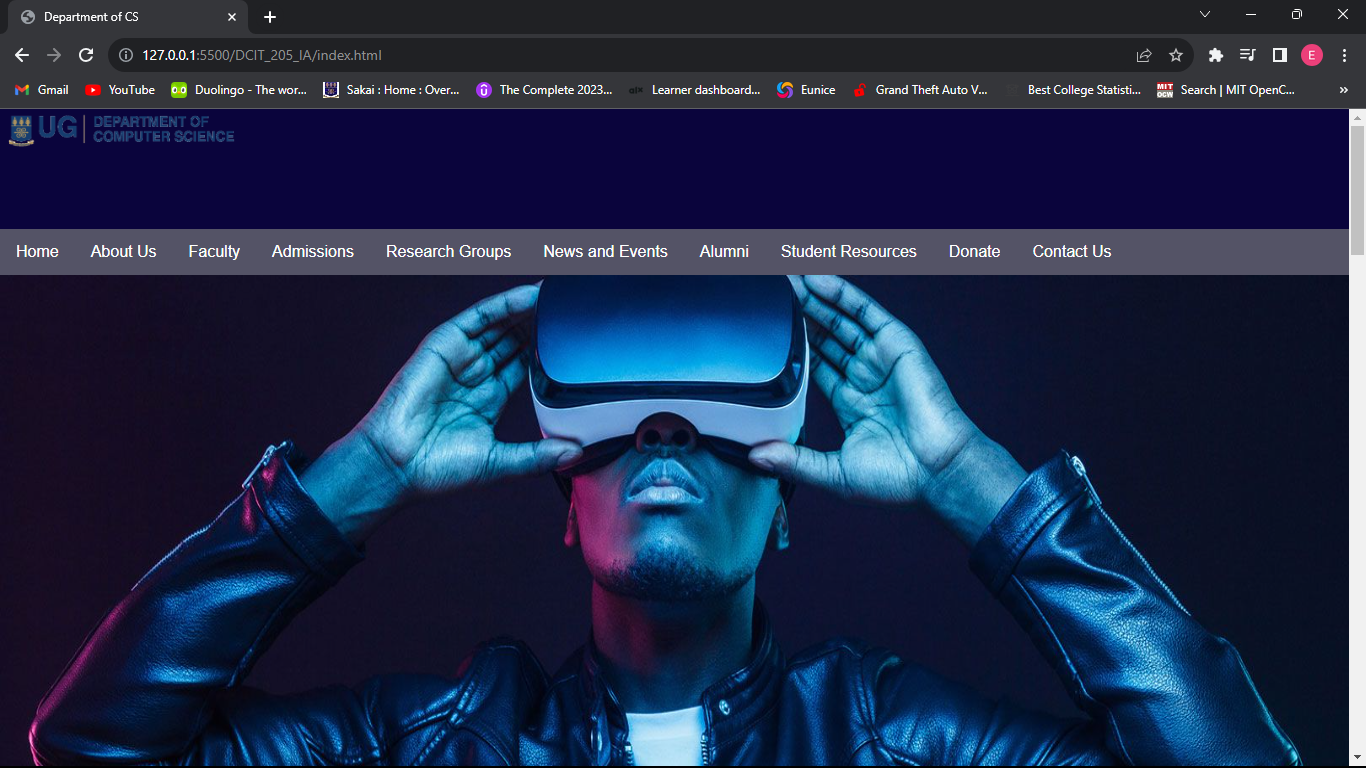 Department of CS
127.0.0.1:5500/DCIT_205_IA/index.html
E
Gmail YouTube Duolingo - The wor... Sakai : Home : Over... The Complete 2023... Learner dashboard... Eunice Grand Theft Auto V... Best College Statisti... MIT OCW Search | MIT OpenC... »
UG DEPARTMENT OF
COMPUTER SCIENCE
Home About Us Faculty Admissions Research Groups News and Events Alumni Student Resources Donate Contact Us